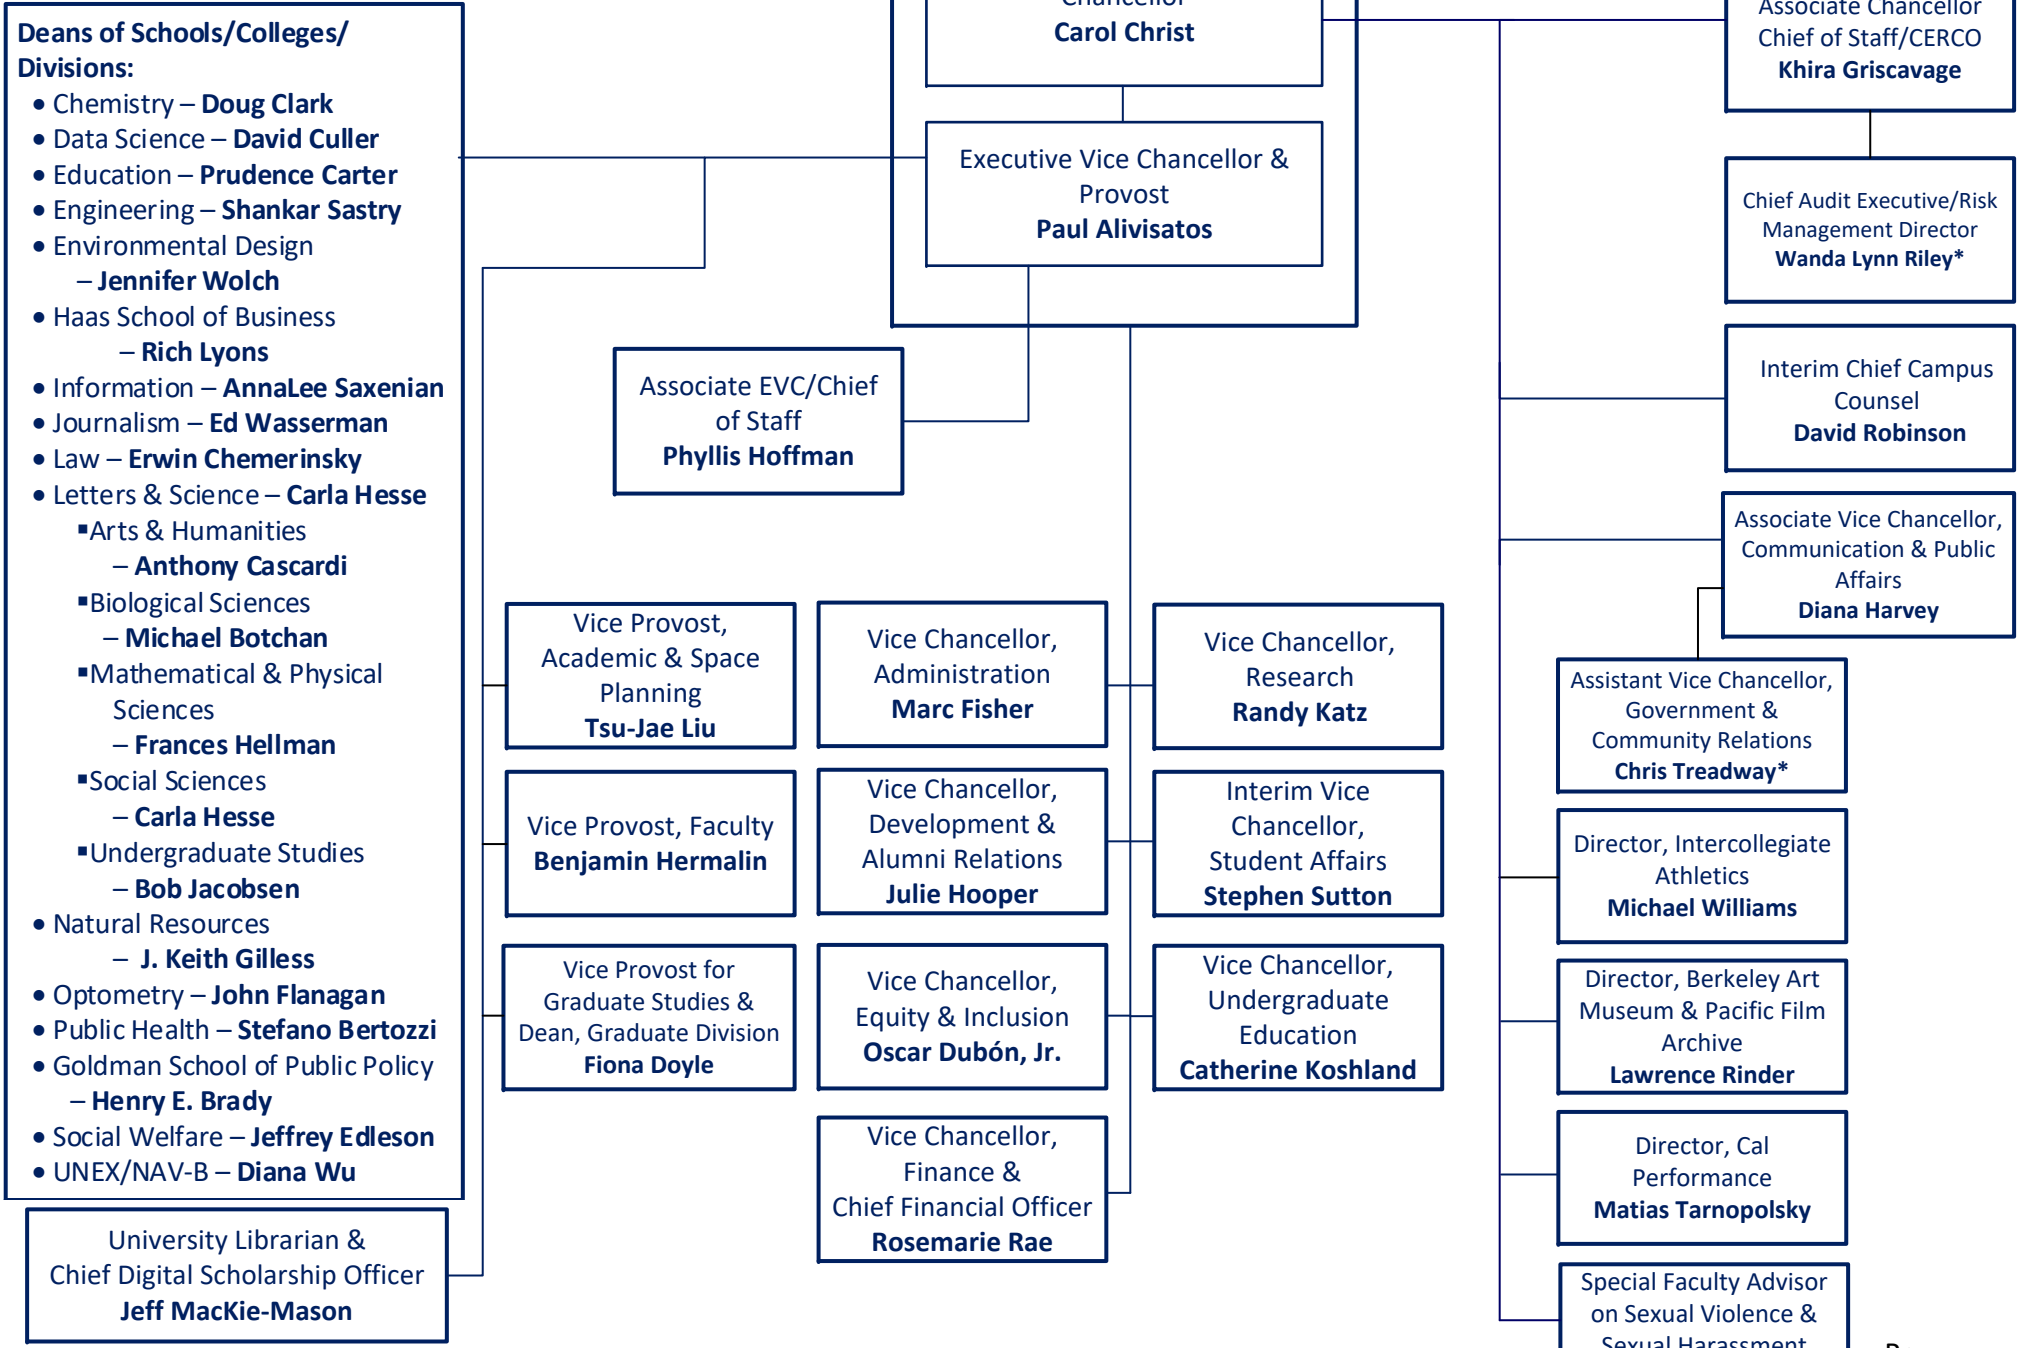 Deans of Schools/Colleges/
Divisions:
• Chemistry – Doug Clark
• Data Science – David Culler
• Education – Prudence Carter
• Engineering – Shankar Sastry
• Environmental Design
– Jennifer Wolch
• Haas School of Business
– Rich Lyons
• Information – AnnaLee Saxenian
• Journalism – Ed Wasserman
• Law – Erwin Chemerinsky
• Letters & Science – Carla Hesse
▪Arts & Humanities
– Anthony Cascardi
▪Biological Sciences
– Michael Botchan
▪Mathematical & Physical
Sciences
– Frances Hellman
▪Social Sciences
– Carla Hesse
▪Undergraduate Studies
– Bob Jacobsen
• Natural Resources
– J. Keith Gilless
• Optometry – John Flanagan
• Public Health – Stefano Bertozzi
• Goldman School of Public Policy
– Henry E. Brady
• Social Welfare – Jeffrey Edleson
• UNEX/NAV-B – Diana Wu
University Librarian &
Chief Digital Scholarship Officer
Jeff MacKie-Mason
Chancellor
Carol Christ
Executive Vice Chancellor &
Provost
Paul Alivisatos
Associate EVC/Chief
of Staff
Phyllis Hoffman
Vice Provost,
Academic & Space
Planning
Tsu-Jae Liu
Vice Provost, Faculty
Benjamin Hermalin
Vice Provost for
Graduate Studies &
Dean, Graduate Division
Fiona Doyle
Vice Chancellor,
Administration
Marc Fisher
Vice Chancellor,
Development &
Alumni Relations
Julie Hooper
Vice Chancellor,
Equity & Inclusion
Oscar Dubón, Jr.
Vice Chancellor,
Finance &
Chief Financial Officer
Rosemarie Rae
Vice Chancellor,
Research
Randy Katz
Interim Vice
Chancellor,
Student Affairs
Stephen Sutton
Vice Chancellor,
Undergraduate
Education
Catherine Koshland
Associate Chancellor
Chief of Staff/CERCO
Khira Griscavage
Chief Audit Executive/Risk
Management Director
Wanda Lynn Riley*
Interim Chief Campus
Counsel
David Robinson
Associate Vice Chancellor,
Communication & Public
Affairs
Diana Harvey
Assistant Vice Chancellor,
Government &
Community Relations
Chris Treadway*
Director, Intercollegiate
Athletics
Michael Williams
Director, Berkeley Art
Museum & Pacific Film
Archive
Lawrence Rinder
Director, Cal
Performance
Matias Tarnopolsky
Special Faculty Advisor
on Sexual Violence &
Sexual Harassment